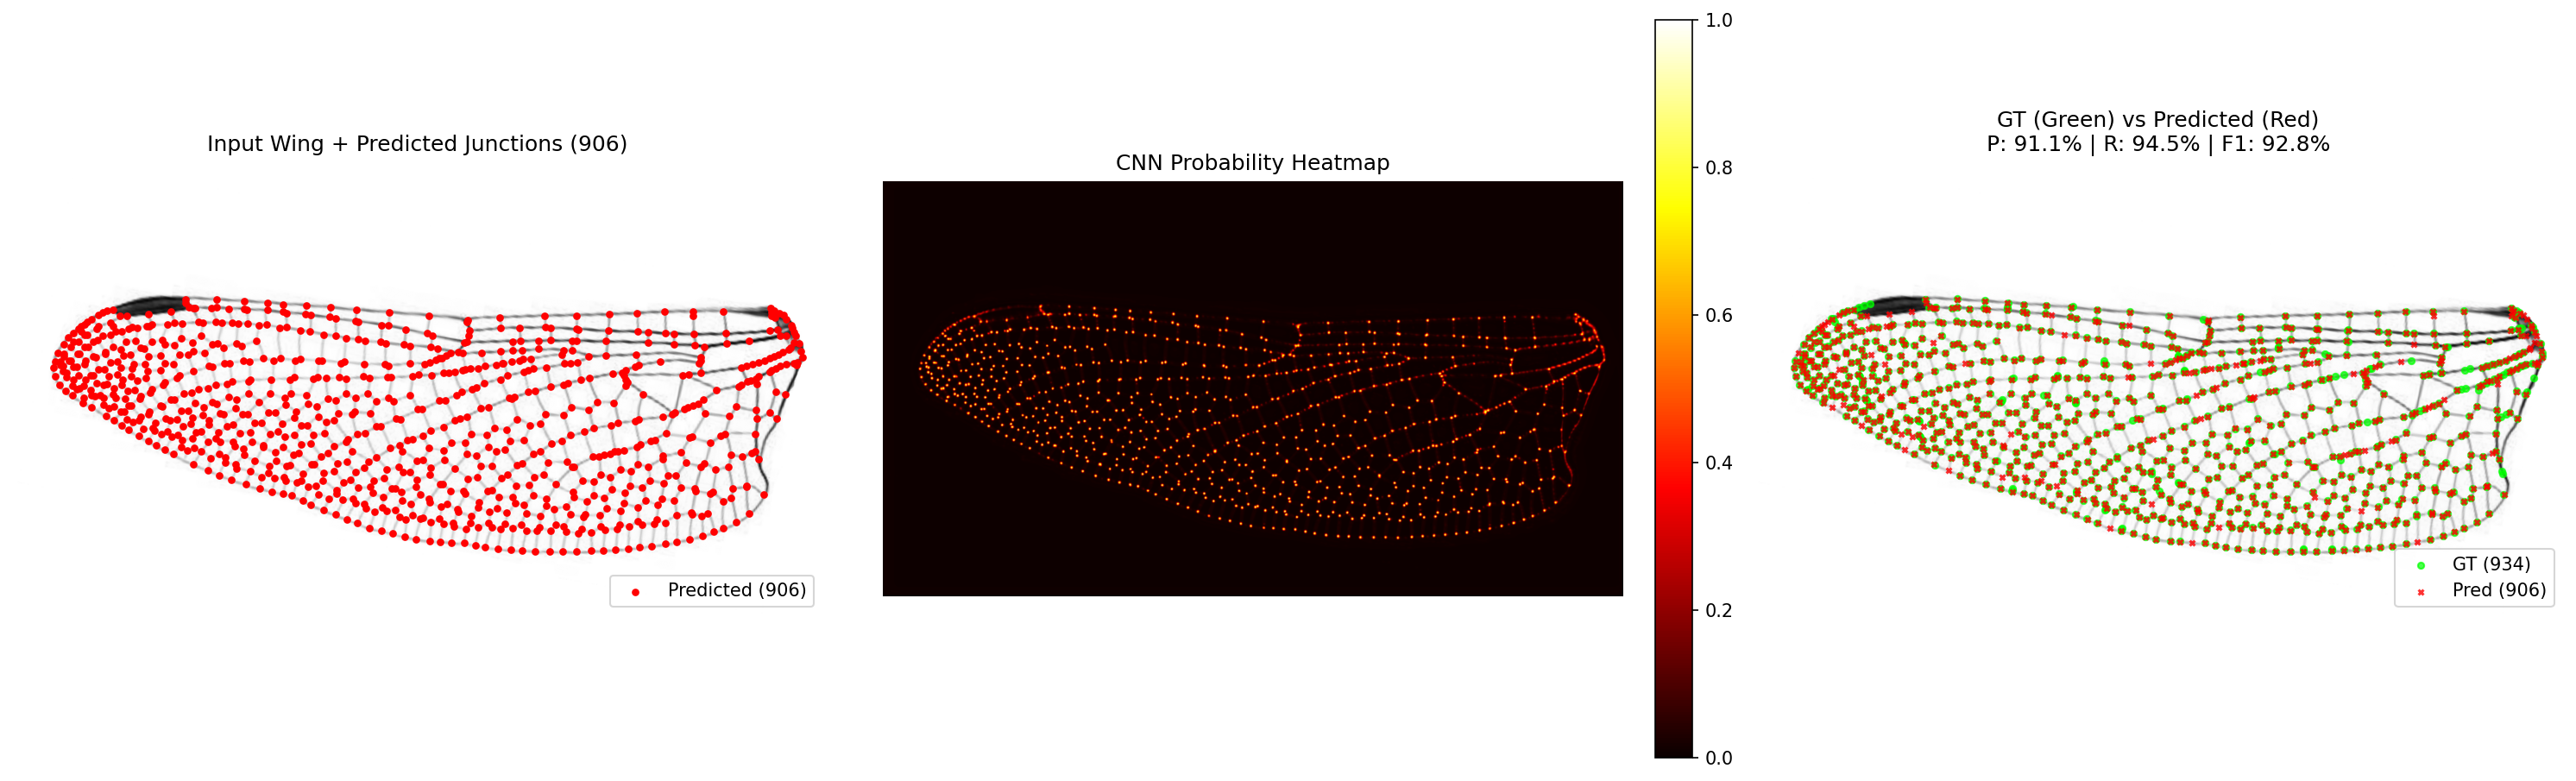 Input Wing + Predicted Junctions (906)
Predicted (906)
CNN Probability Heatmap
1.0
0.8
0.6
0.4
0.2
0.0
GT (Green) vs Predicted (Red)
P: 91.1% | R: 94.5% | F1: 92.8%
GT (934)
Pred (906)